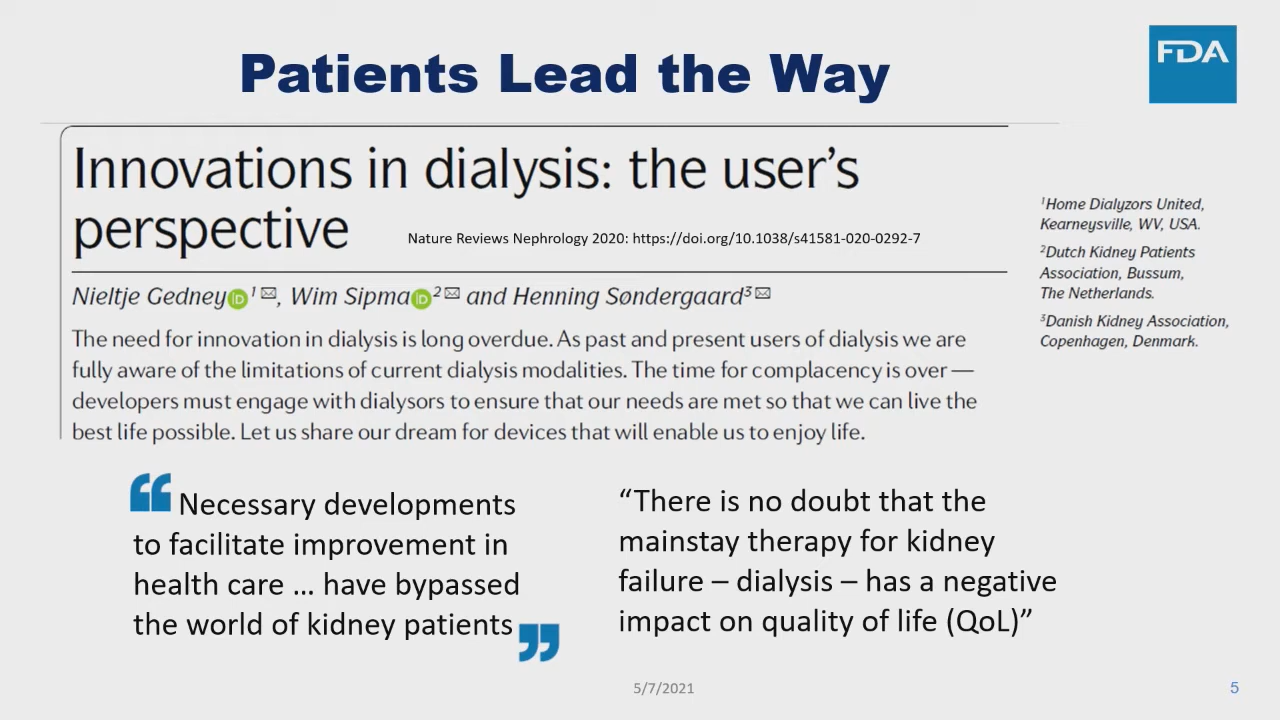 Patients Lead the Way
FDA
Innovations in dialysis: the user's
perspective
Nature Reviews Nephrology 2020: https://doi.org/10.1038/s41581-020-0292-7
Nieltje Gedney iD 1 ✉, Wim Sipma iD 2 ✉ and Henning Søndergaard3 ✉
The need for innovation in dialysis is long overdue. As past and present users of dialysis we are
fully aware of the limitations of current dialysis modalities. The time for complacency is over —
developers must engage with dialysors to ensure that our needs are met so that we can live the
best life possible. Let us share our dream for devices that will enable us to enjoy life.
1Home Dialyzors United,
Kearneysville, WV, USA.
2Dutch Kidney Patients
Association, Bussum,
The Netherlands.
3Danish Kidney Association,
Copenhagen, Denmark.
“ Necessary developments
to facilitate improvement in
health care … have bypassed
the world of kidney patients ”
“There is no doubt that the
mainstay therapy for kidney
failure – dialysis – has a negative
impact on quality of life (QoL)”
5/7/2021
5